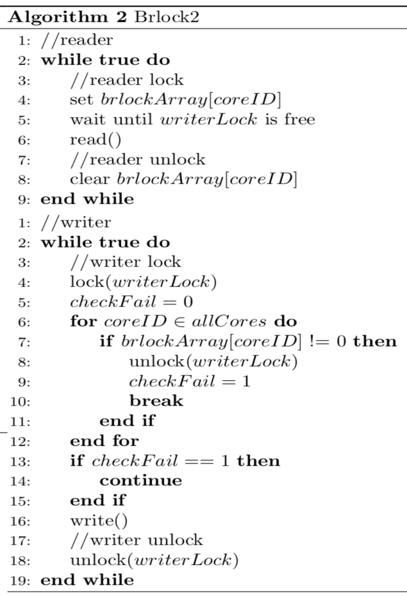 Algorithm 2 Brlock2
1: //reader
2: while true do
3: //reader lock
4: set brlockArray[coreID]
5: wait until writerLock is free
6: read()
7: //reader unlock
8: clear brlockArray[coreID]
9: end while
1: //writer
2: while true do
3: //writer lock
4: lock(writerLock)
5: checkFail = 0
6: for coreID ∈ allCores do
7: if brlockArray[coreID] != 0 then
8: unlock(writerLock)
9: checkFail = 1
10: break
11: end if
12: end for
13: if checkFail == 1 then
14: continue
15: end if
16: write()
17: //writer unlock
18: unlock(writerLock)
19: end while